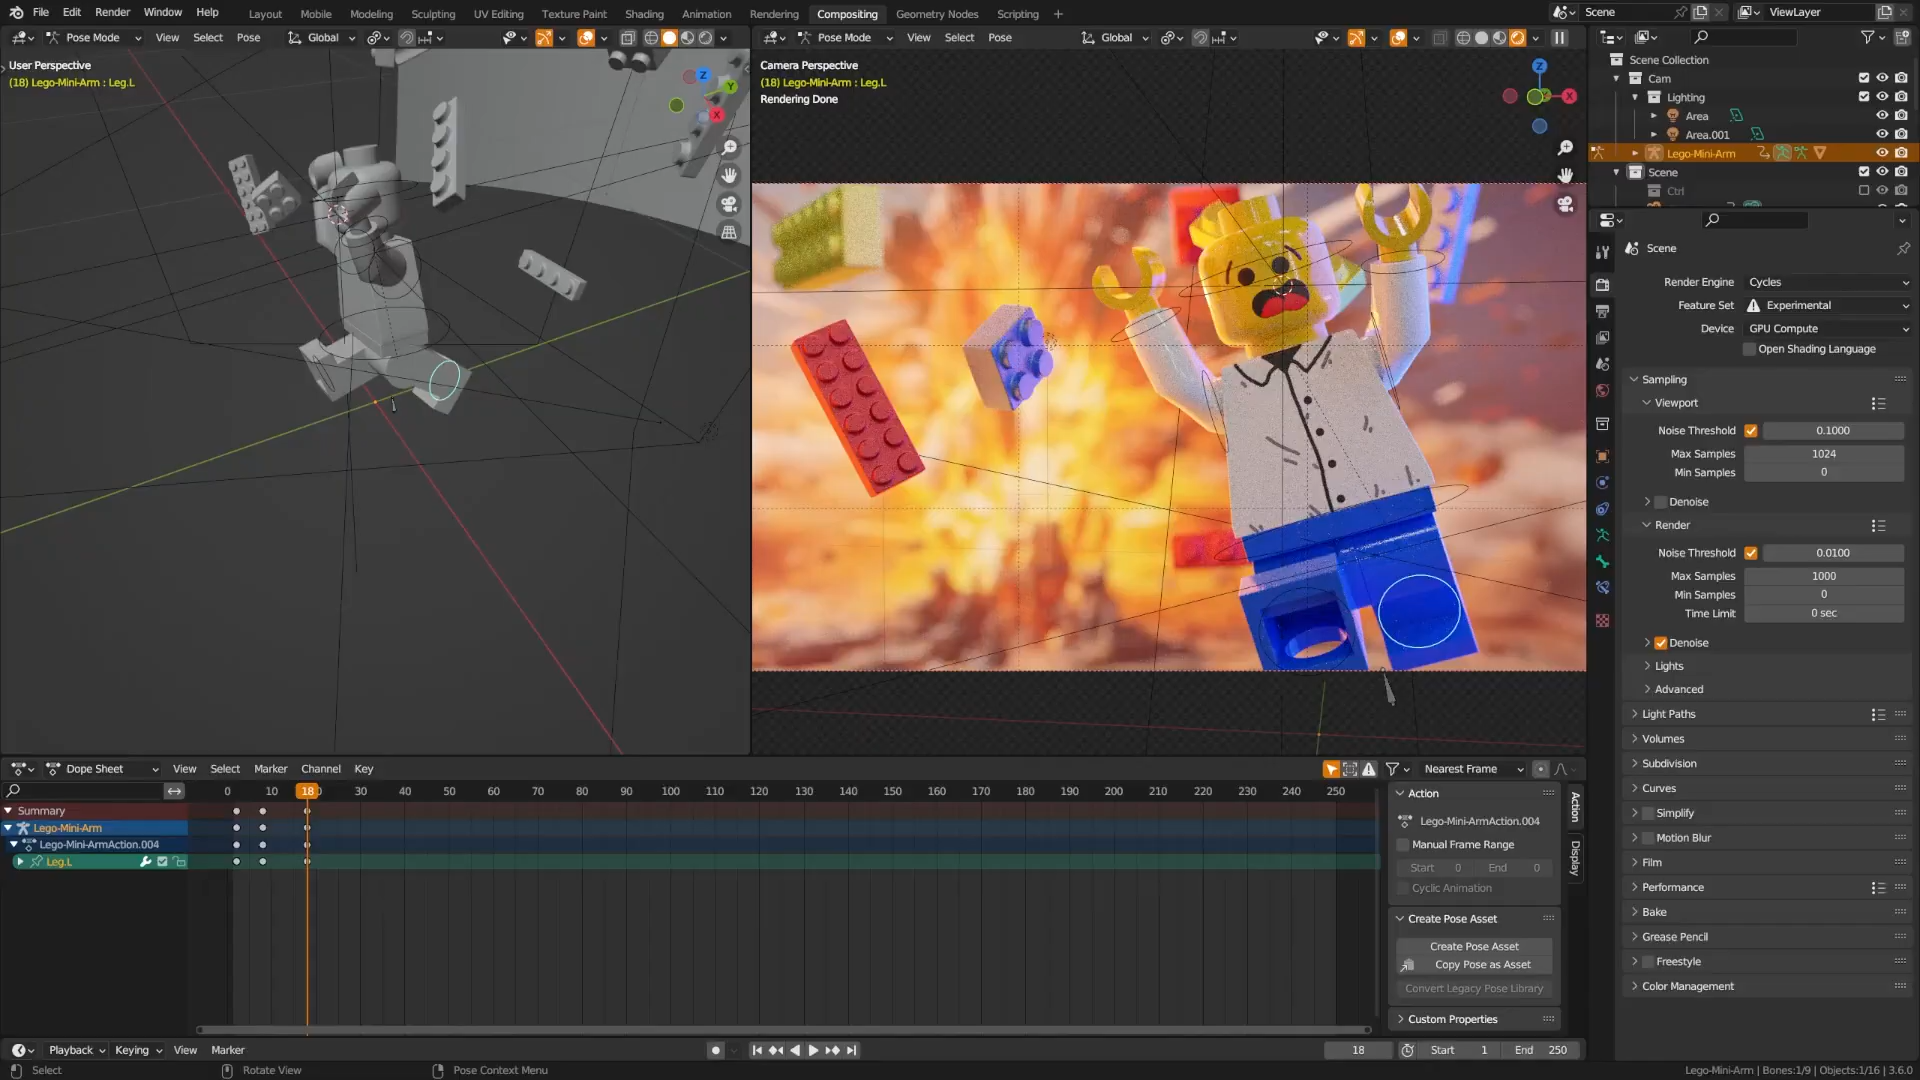 File Edit Render Window Help
Layout Mobile Modeling Sculpting UV Editing Texture Paint Shading Animation Rendering Compositing Geometry Nodes Scripting +
Scene
ViewLayer
Pose Mode View Select Pose Global
User Perspective
(18) Lego-Mini-Arm : Leg.L
Z
Y
X
Pose Mode View Select Pose Global
Camera Perspective
(18) Lego-Mini-Arm : Leg.L
Rendering Done
Z
X
Scene Collection
Cam
Lighting
Area
Area.001
Lego-Mini-Arm
Scene
Ctrl
Scene
Render Engine Cycles
Feature Set Experimental
Device GPU Compute
Open Shading Language
Sampling
Viewport
Noise Threshold 0.1000
Max Samples 1024
Min Samples 0
Denoise
Render
Noise Threshold 0.0100
Max Samples 1000
Min Samples 0
Time Limit 0 sec
Denoise
Lights
Advanced
Light Paths
Volumes
Subdivision
Curves
Simplify
Motion Blur
Film
Performance
Bake
Grease Pencil
Freestyle
Color Management
Dope Sheet View Select Marker Channel Key
Nearest Frame
0 10 18 30 40 50 60 70 80 90 100 110 120 130 140 150 160 170 180 190 200 210 220 230 240 250
Summary
Lego-Mini-Arm
Lego-Mini-ArmAction.004
Leg.L
Action
Lego-Mini-ArmAction.004
Manual Frame Range
Start 0 End 0
Cyclic Animation
Create Pose Asset
Create Pose Asset
Copy Pose as Asset
Convert Legacy Pose Library
Custom Properties
Action
Display
Playback Keying View Marker
18 Start 1 End 250
Select Rotate View Pose Context Menu
Lego-Mini-Arm | Bones:1/9 | Objects:1/16 | 3.6.0